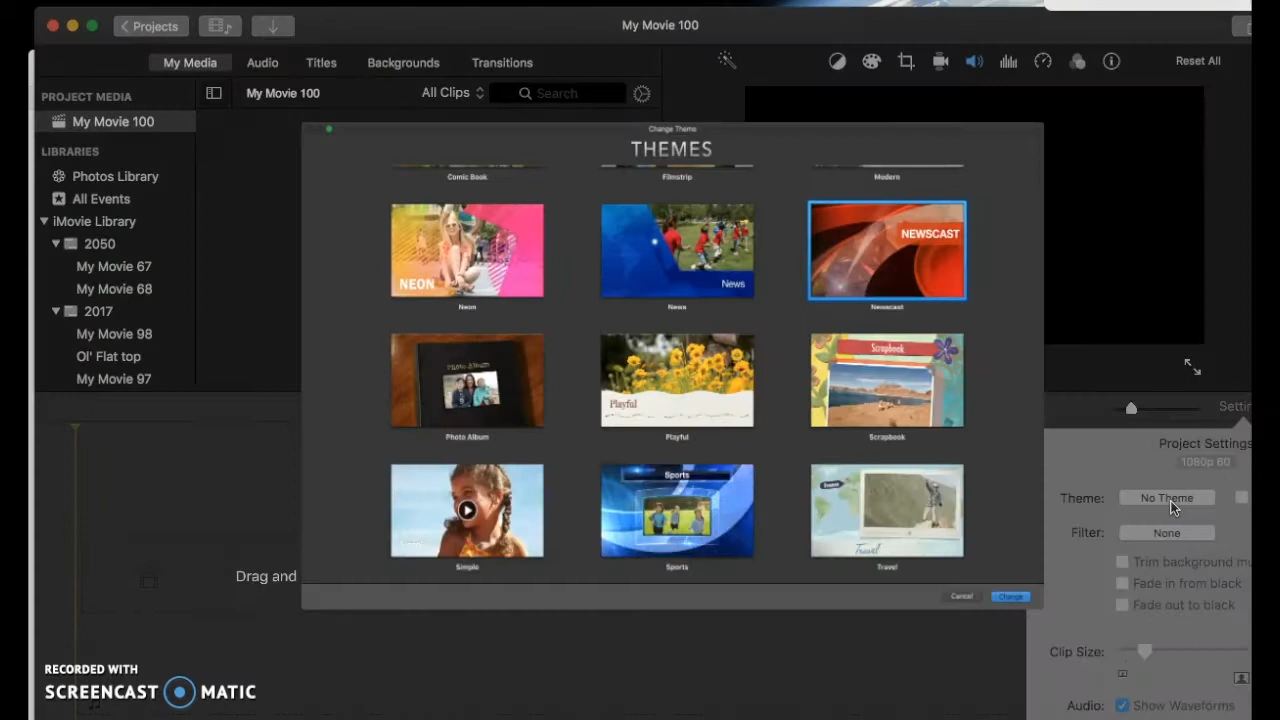 My Movie 100
Projects
My Media
Audio
Titles
Backgrounds
Transitions
Reset All
PROJECT MEDIA
My Movie 100
All Clips
Search
My Movie 100
LIBRARIES
Photos Library
All Events
iMovie Library
2050
My Movie 67
My Movie 68
2017
My Movie 98
Ol' Flat top
My Movie 97
Change Theme
THEMES
Comic Book
Filmstrip
Modern
NEON
News
NEWSCAST
Neon
News
Newscast
Photo Album
Playful
Scrapbook
Photo Album
Playful
Scrapbook
Sports
Travel
Simple
Sports
Travel
Cancel
Change
Drag and
Settin
Project Settings
1080p 60
Theme:
No Theme
Filter:
None
Trim background mu
Fade in from black
Fade out to black
Clip Size:
Audio:
Show Waveforms
RECORDED WITH
SCREENCAST MATIC